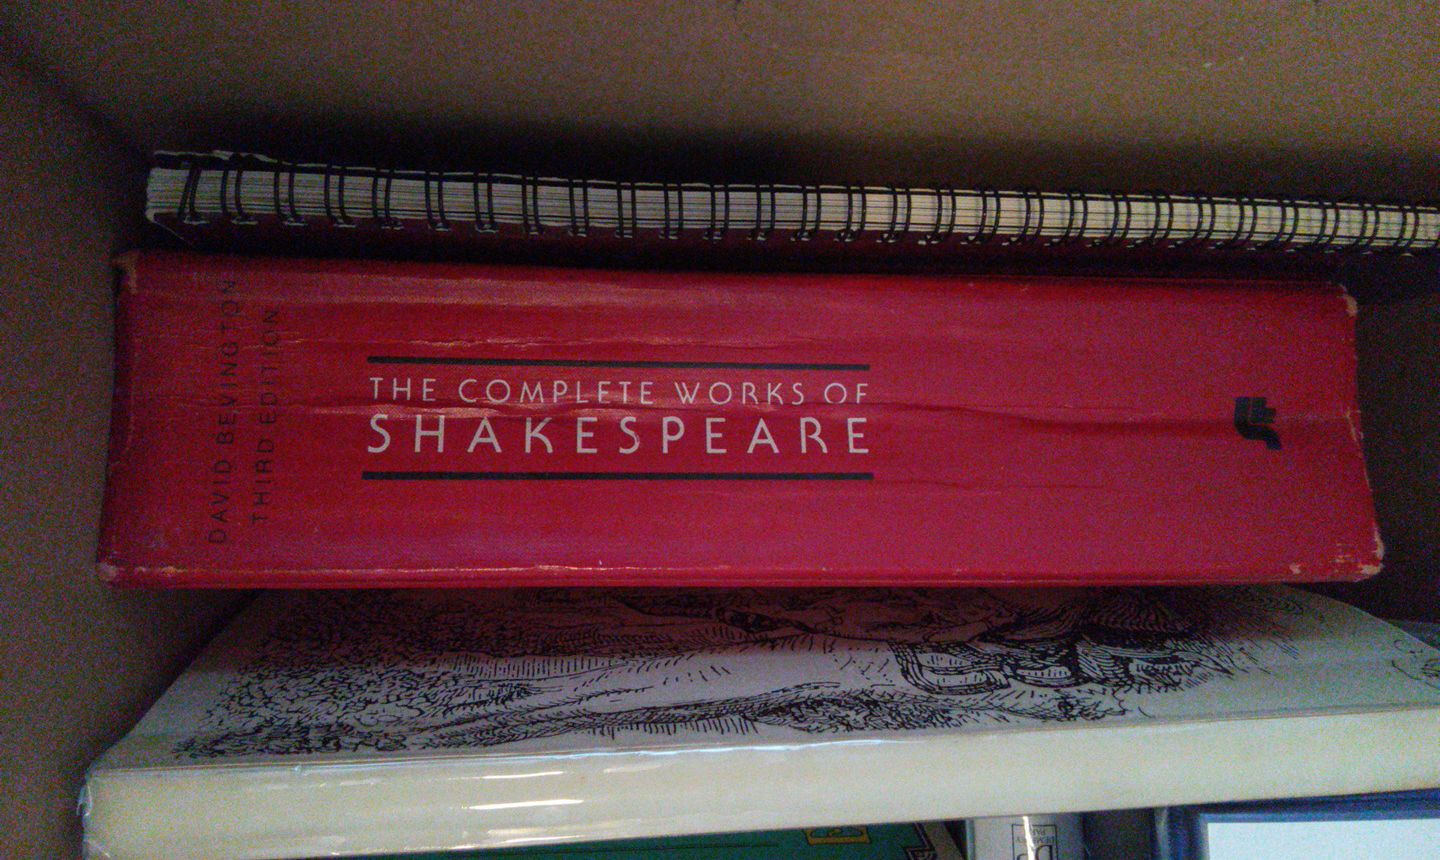 DAVID BEVINGTON
THIRD EDITION
THE COMPLETE WORKS OF
SHAKESPEARE